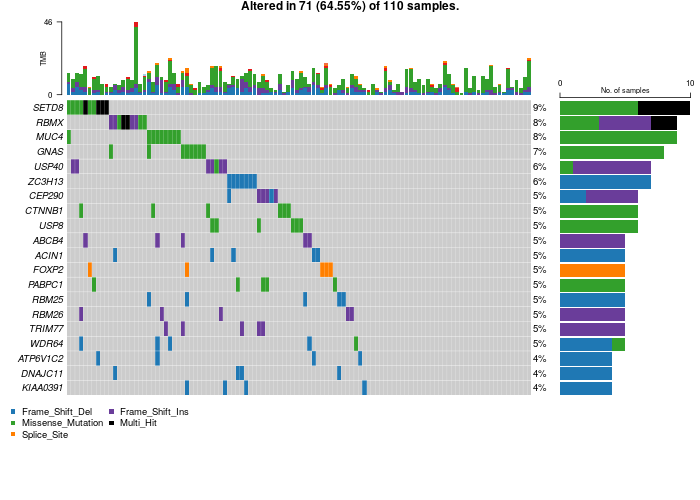 Altered in 71 (64.55%) of 110 samples.
46
TMB
0
0 10
No. of samples
SETD8 9%
RBMX 8%
MUC4 8%
GNAS 7%
USP40 6%
ZC3H13 6%
CEP290 5%
CTNNB1 5%
USP8 5%
ABCB4 5%
ACIN1 5%
FOXP2 5%
PABPC1 5%
RBM25 5%
RBM26 5%
TRIM77 5%
WDR64 5%
ATP6V1C2 4%
DNAJC11 4%
KIAA0391 4%
Frame_Shift_Del Frame_Shift_Ins
Missense_Mutation Multi_Hit
Splice_Site